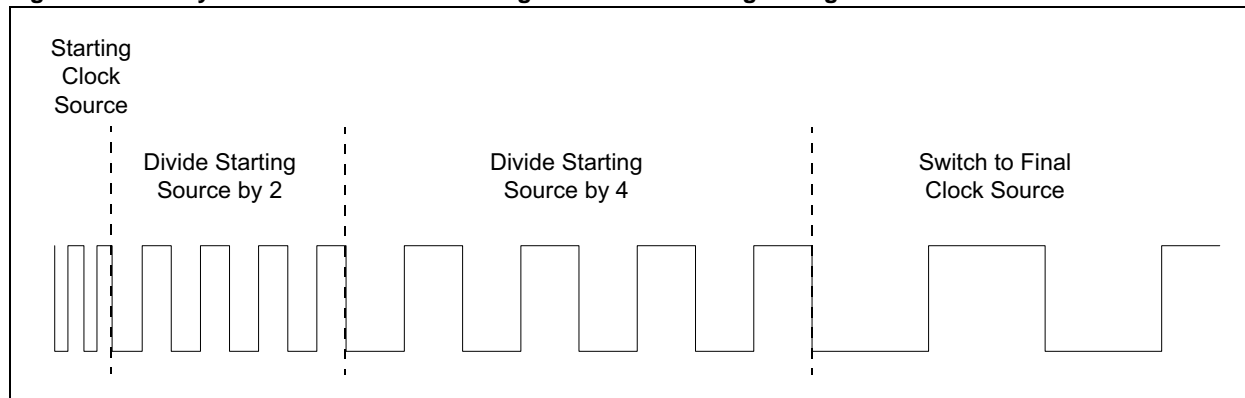 Starting
Clock
Source
Divide Starting
Source by 2
Divide Starting
Source by 4
Switch to Final
Clock Source